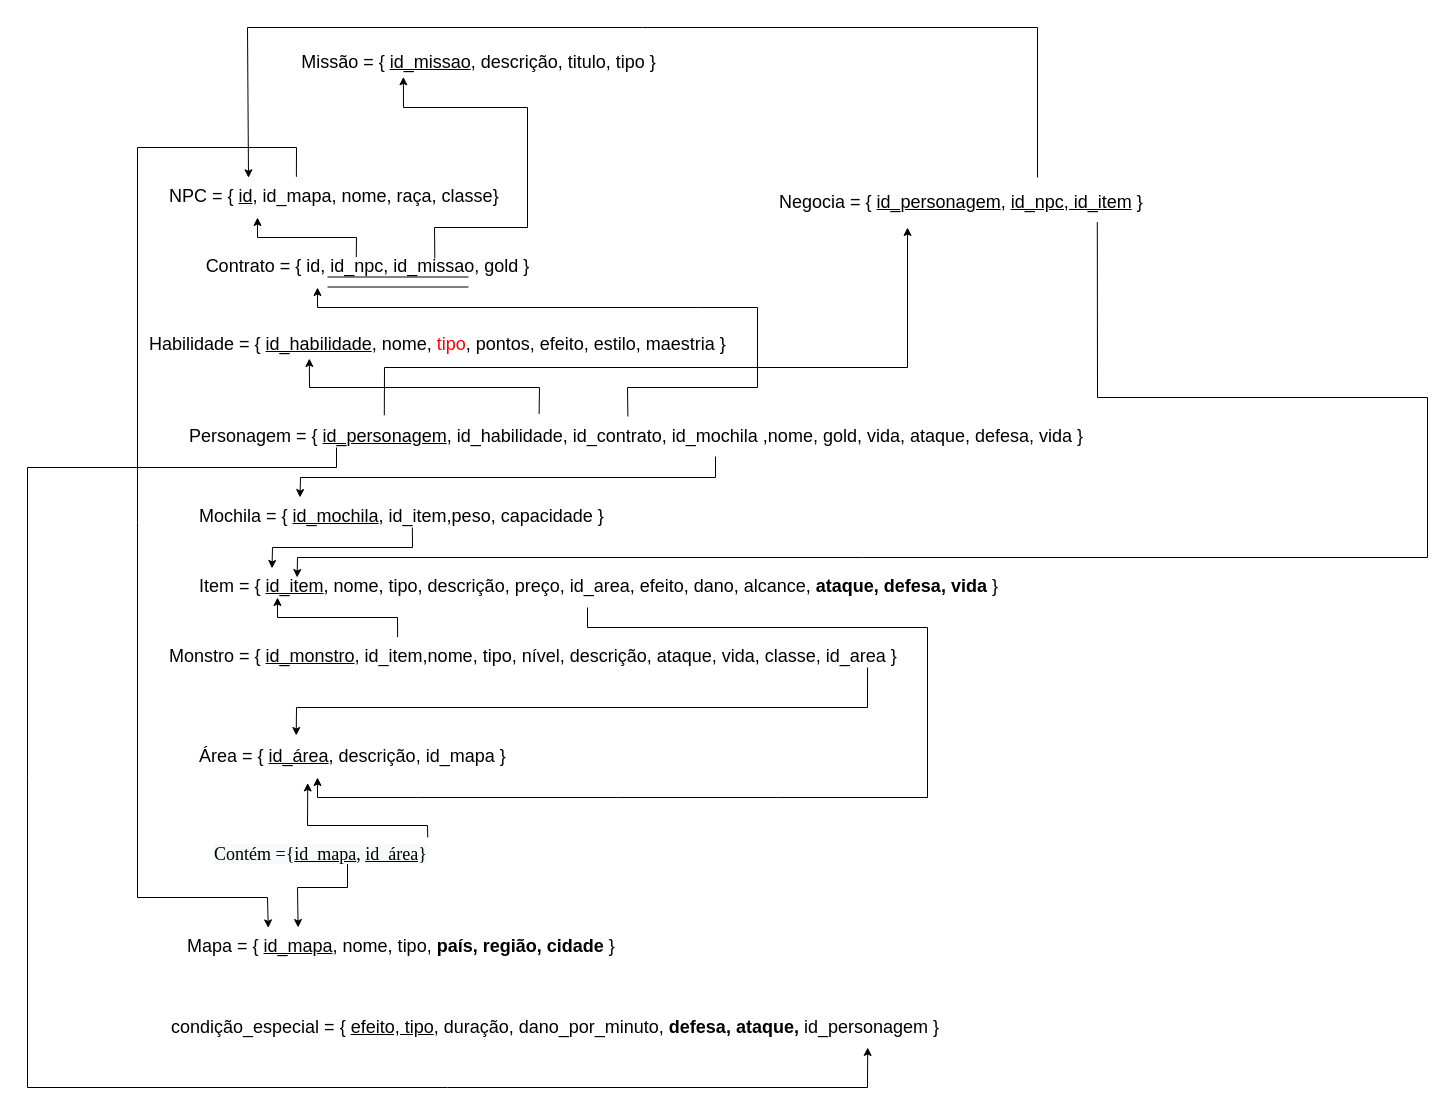 Missão = { id_missao, descrição, titulo, tipo }
NPC = { id, id_mapa, nome, raça, classe}
Negocia = { id_personagem, id_npc, id_item }
Contrato = { id, id_npc, id_missao, gold }
Habilidade = { id_habilidade, nome, tipo, pontos, efeito, estilo, maestria }
Personagem = { id_personagem, id_habilidade, id_contrato, id_mochila ,nome, gold, vida, ataque, defesa, vida }
Mochila = { id_mochila, id_item,peso, capacidade }
Item = { id_item, nome, tipo, descrição, preço, id_area, efeito, dano, alcance, ataque, defesa, vida }
Monstro = { id_monstro, id_item,nome, tipo, nível, descrição, ataque, vida, classe, id_area }
Área = { id_área, descrição, id_mapa }
Contém ={id_mapa, id_área}
Mapa = { id_mapa, nome, tipo, país, região, cidade }
condição_especial = { efeito, tipo, duração, dano_por_minuto, defesa, ataque, id_personagem }